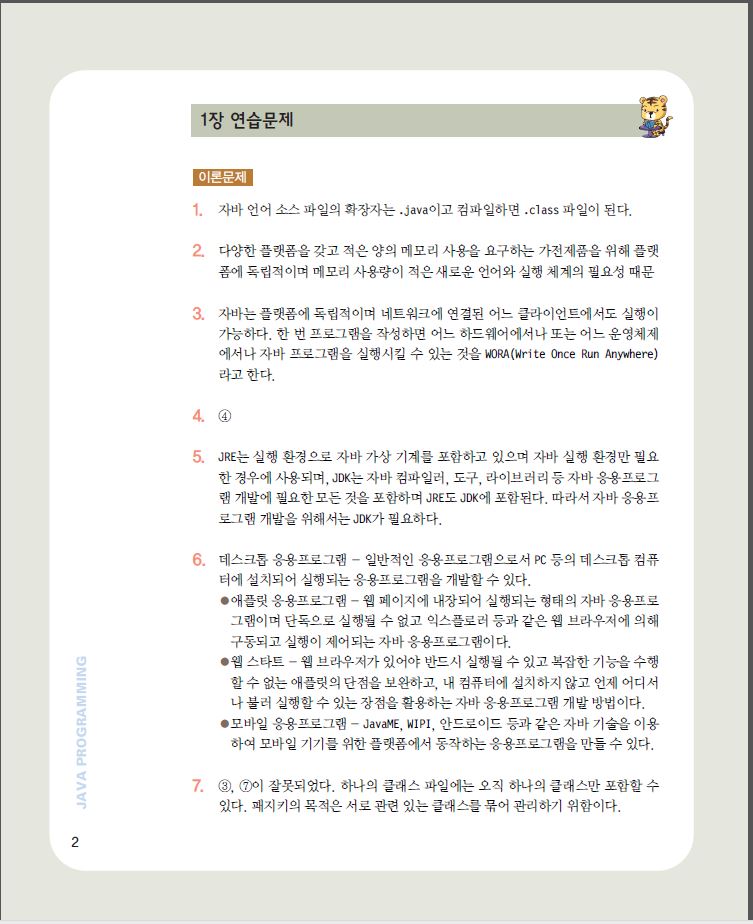 1장 연습문제
이론문제
1. 자바 언어 소스 파일의 확장자는 .java이고 컴파일하면 .class 파일이 된다.
2. 다양한 플랫폼을 갖고 적은 양의 메모리 사용을 요구하는 가전제품을 위해 플랫
폼에 독립적이며 메모리 사용량이 적은 새로운 언어와 실행 체계의 필요성 때문
3. 자바는 플랫폼에 독립적이며 네트워크에 연결된 어느 클라이언트에서도 실행이
가능하다. 한 번 프로그램을 작성하면 어느 하드웨어에서나 또는 어느 운영체제
에서나 자바 프로그램을 실행시킬 수 있는 것을 WORA(Write Once Run Anywhere)
라고 한다.
4. ④
5. JRE는 실행 환경으로 자바 가상 기계를 포함하고 있으며 자바 실행 환경만 필요
한 경우에 사용되며, JDK는 자바 컴파일러, 도구, 라이브러리 등 자바 응용프로그
램 개발에 필요한 모든 것을 포함하며 JRE도 JDK에 포함된다. 따라서 자바 응용프
로그램 개발을 위해서는 JDK가 필요하다.
6. 데스크톱 응용프로그램 – 일반적인 응용프로그램으로서 PC 등의 데스크톱 컴퓨
터에 설치되어 실행되는 응용프로그램을 개발할 수 있다.
●애플릿 응용프로그램 – 웹 페이지에 내장되어 실행되는 형태의 자바 응용프로
그램이며 단독으로 실행될 수 없고 익스플로러 등과 같은 웹 브라우저에 의해
구동되고 실행이 제어되는 자바 응용프로그램이다.
●웹 스타트 – 웹 브라우저가 있어야 반드시 실행될 수 있고 복잡한 기능을 수행
할 수 없는 애플릿의 단점을 보완하고, 내 컴퓨터에 설치하지 않고 언제 어디서
나 불러 실행할 수 있는 장점을 활용하는 자바 응용프로그램 개발 방법이다.
●모바일 응용프로그램 – JavaME, WIPI, 안드로이드 등과 같은 자바 기술을 이용
하여 모바일 기기를 위한 플랫폼에서 동작하는 응용프로그램을 만들 수 있다.
7. ③, ⑦이 잘못되었다. 하나의 클래스 파일에는 오직 하나의 클래스만 포함할 수
있다. 패지키의 목적은 서로 관련 있는 클래스를 묶어 관리하기 위함이다.
JAVA PROGRAMMING
2